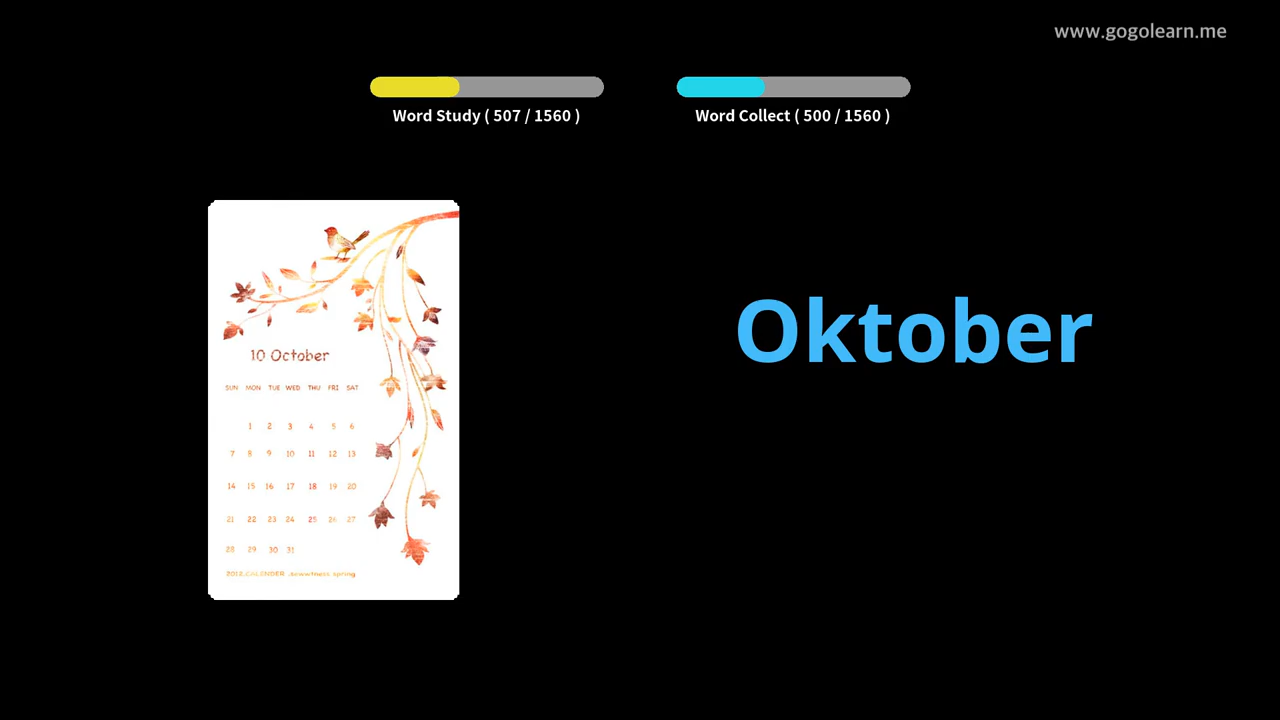 www.gogolearn.me
Word Study ( 507 / 1560 )
Word Collect ( 500 / 1560 )
10 October
SUN MON TUE WED THU FRI SAT
1 2 3 4 5 6
7 8 9 10 11 12 13
14 15 16 17 18 19 20
21 22 23 24 25 26 27
28 29 30 31
2012.CALENDER
Oktober